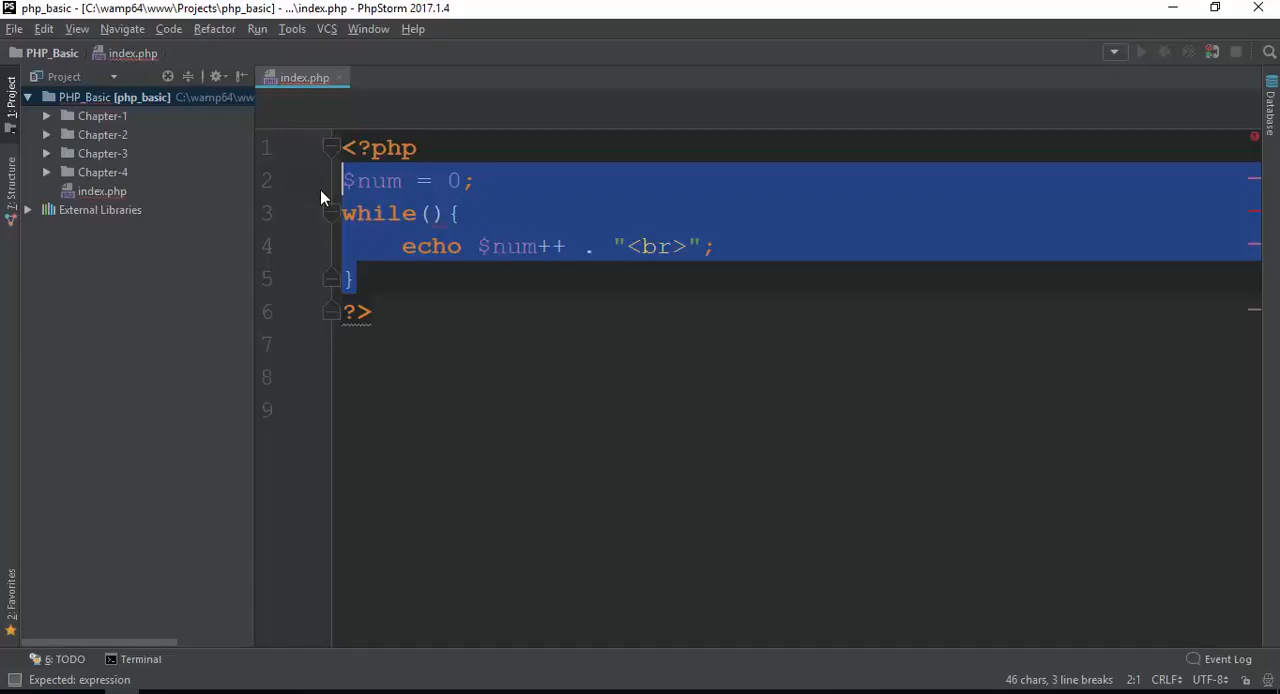 PS php_basic - [C:\wamp64\www\Projects\php_basic] - ...\index.php - PhpStorm 2017.1.4
File Edit View Navigate Code Refactor Run Tools VCS Window Help
PHP_Basic index.php
Project
index.php
1: Project
7: Structure
2: Favorites
PHP_Basic [php_basic] C:\wamp64\ww
Chapter-1
Chapter-2
Chapter-3
Chapter-4
index.php
External Libraries
1 <?php
2 $num = 0;
3 while(){
4 echo $num++ . "<br>";
5 }
6 ?>
7
8
9
Database
6: TODO Terminal Event Log
Expected: expression 46 chars, 3 line breaks 2:1 CRLF UTF-8